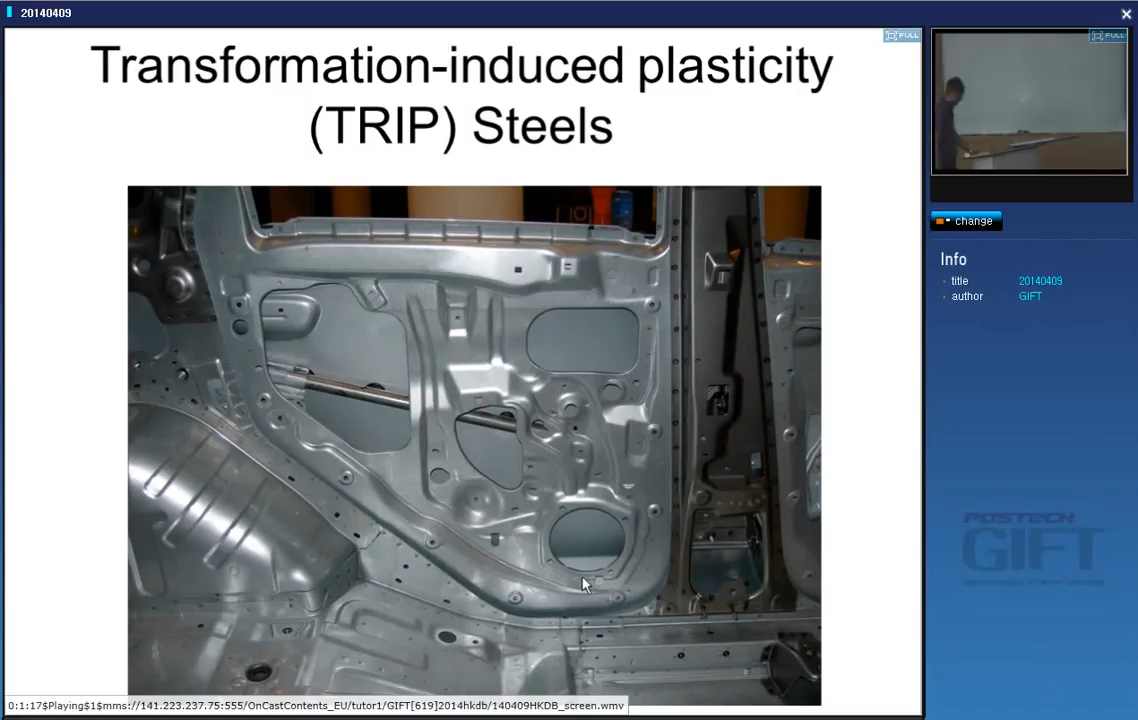 20140409
FULL
Transformation-induced plasticity
(TRIP) Steels
FULL
change
Info
title 20140409
author GIFT
POSTECH
GIFT
0:1:17$Playing$1$mms://141.223.237.75:555/OnCastContents_EU/tutor1/GIFT[619]2014hkdb/140409HKDB_screen.wmv